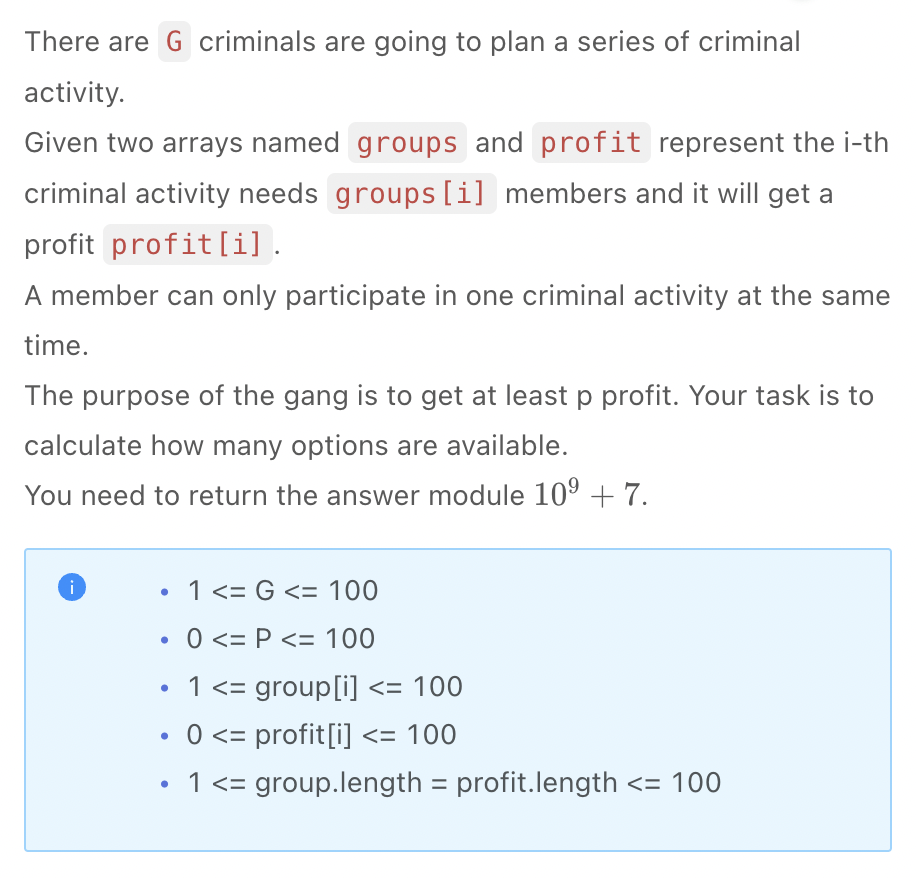 There are G criminals are going to plan a series of criminal
activity.
Given two arrays named groups and profit represent the i-th
criminal activity needs groups[i] members and it will get a
profit profit[i].
A member can only participate in one criminal activity at the same
time.
The purpose of the gang is to get at least p profit. Your task is to
calculate how many options are available.
You need to return the answer module 10⁹ + 7.
i
• 1 <= G <= 100
• 0 <= P <= 100
• 1 <= group[i] <= 100
• 0 <= profit[i] <= 100
• 1 <= group.length = profit.length <= 100